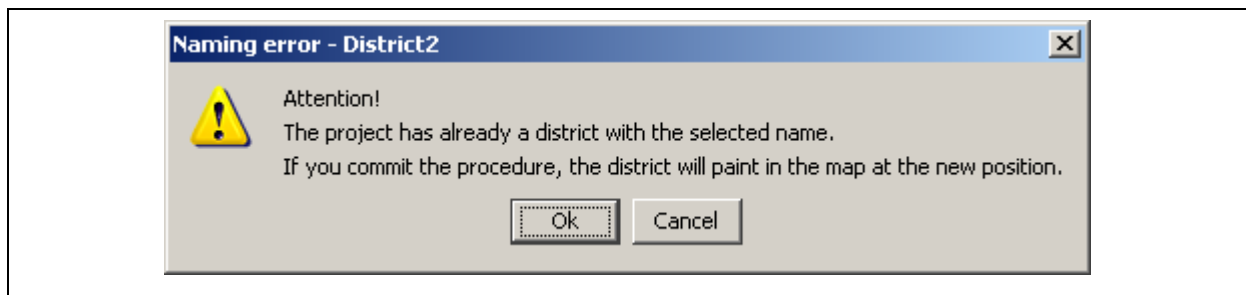 Naming error - District2
Attention!
The project has already a district with the selected name.
If you commit the procedure, the district will paint in the map at the new position.
Ok
Cancel